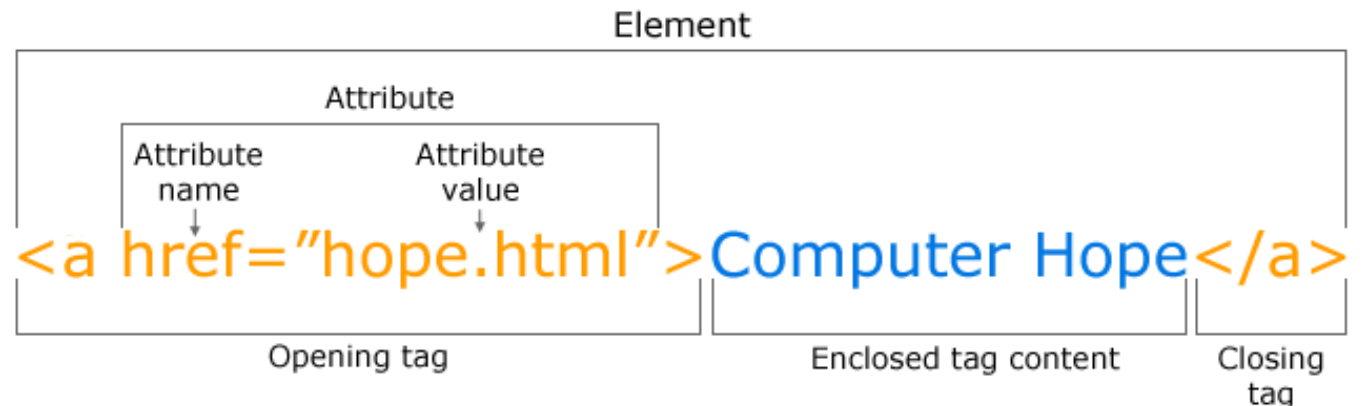 Element
Attribute
Attribute name
Attribute value
<a href=”hope.html”>Computer Hope</a>
Opening tag
Enclosed tag content
Closing tag